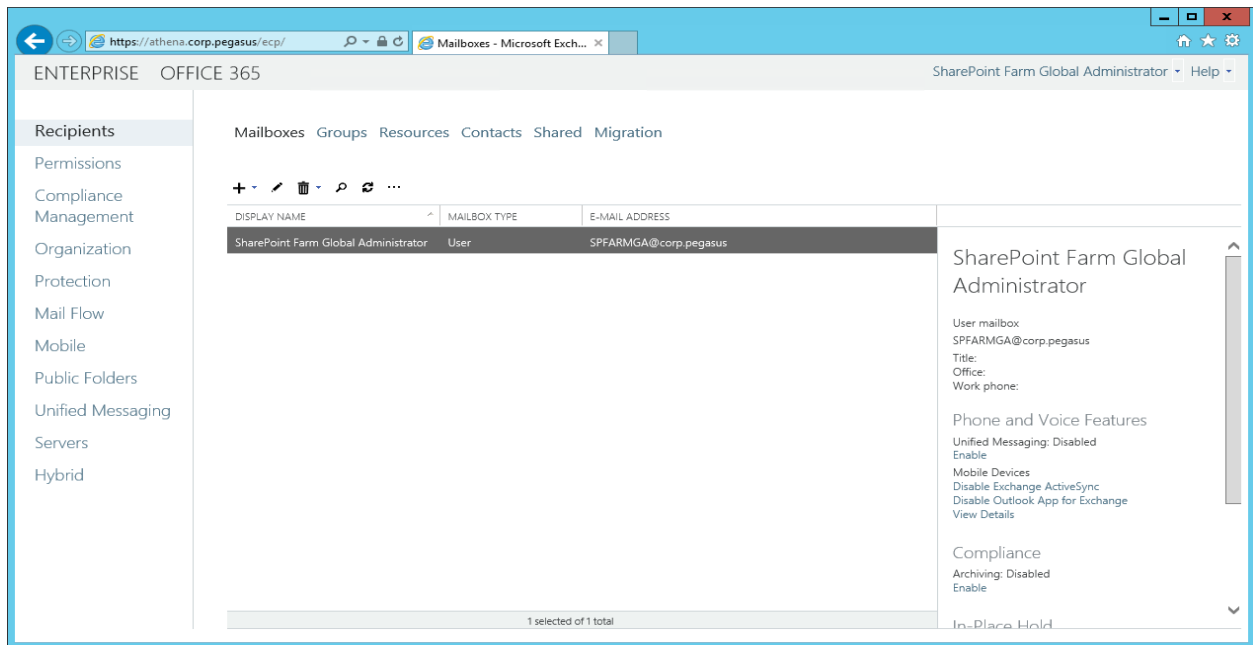 https://athena.corp.pegasus/ecp/
Mailboxes - Microsoft Exch...
ENTERPRISE OFFICE 365
SharePoint Farm Global Administrator Help
Recipients
Permissions
Compliance
Management
Organization
Protection
Mail Flow
Mobile
Public Folders
Unified Messaging
Servers
Hybrid
Mailboxes Groups Resources Contacts Shared Migration
DISPLAY NAME MAILBOX TYPE E-MAIL ADDRESS
SharePoint Farm Global Administrator User SPFARMGA@corp.pegasus
1 selected of 1 total
SharePoint Farm Global
Administrator
User mailbox
SPFARMGA@corp.pegasus
Title:
Office:
Work phone:
Phone and Voice Features
Unified Messaging: Disabled
Enable
Mobile Devices
Disable Exchange ActiveSync
Disable Outlook App for Exchange
View Details
Compliance
Archiving: Disabled
Enable
In-Place Hold